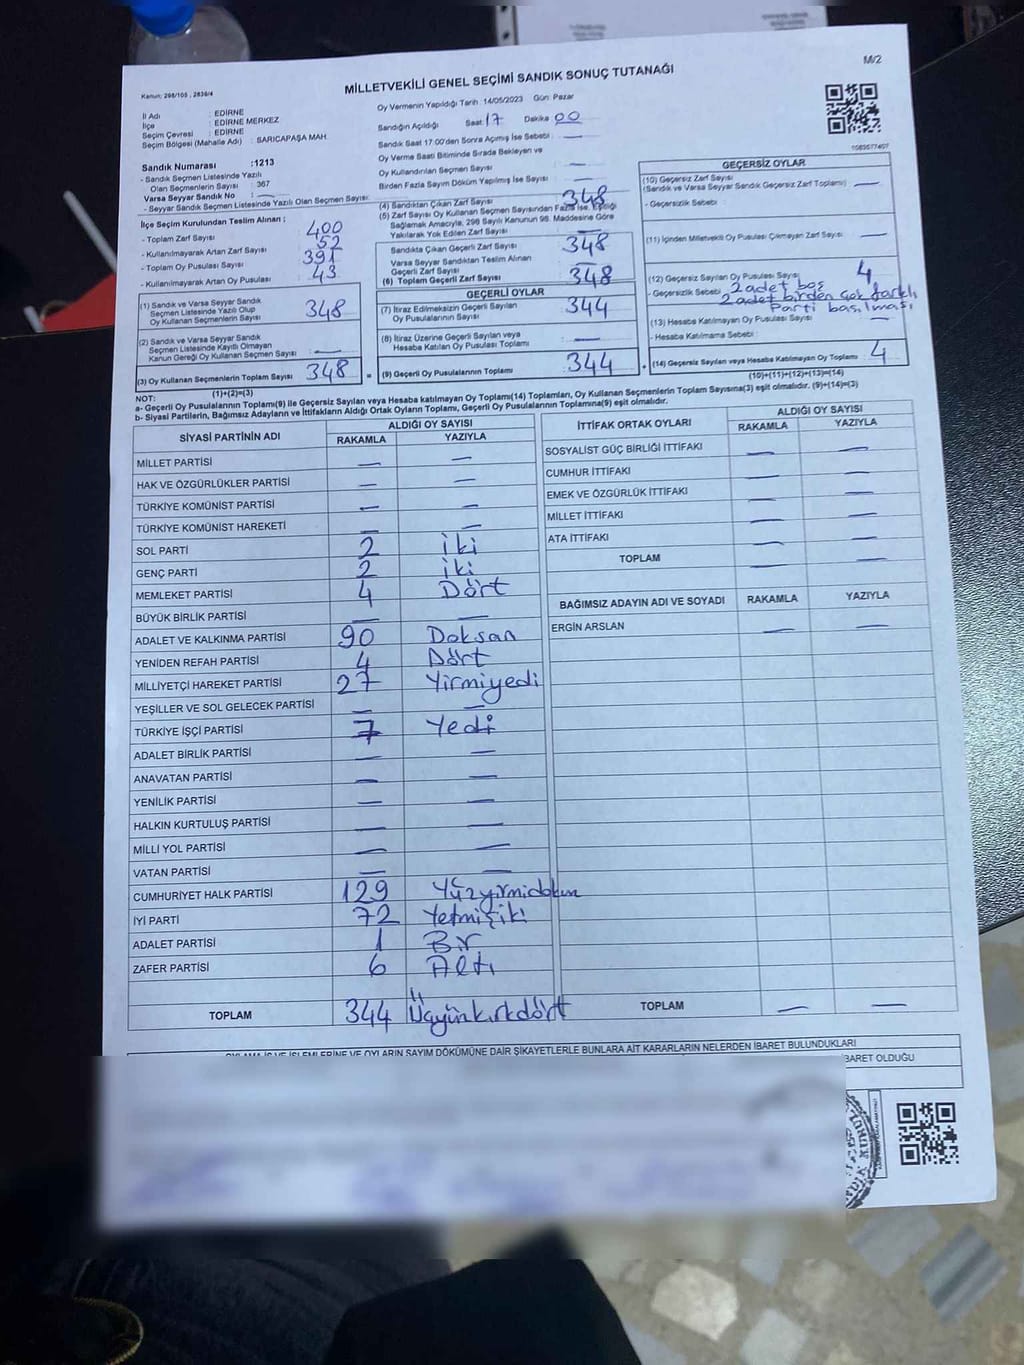 M/2
MİLLETVEKİLİ GENEL SEÇİMİ SANDIK SONUÇ TUTANAĞI
Kanun: 298/105 , 2839/4
İl Adı : EDİRNE
İlçe : EDİRNE MERKEZ
Seçim Çevresi : EDİRNE
Seçim Bölgesi (Mahalle Adı) : SARICAPAŞA MAH.
Sandık Numarası :1213
- Sandık Seçmen Listesinde Yazılı
Olan Seçmenlerin Sayısı : 367
Varsa Seyyar Sandık No : —
- Seyyar Sandık Seçmen Listesinde Yazılı Olan Seçmen Sayısı:
Oy Vermenin Yapıldığı Tarih :14/05/2023 Gün: Pazar
Sandığın Açıldığı Saat 17 Dakika 00
Sandık Saat 17.00'den Sonra Açılmış İse Sebebi : —
Oy Verme Saati Bitiminde Sırada Bekleyen ve
Oy Kullandırılan Seçmen Sayısı : —
Birden Fazla Sayım Döküm Yapılmış İse Sayısı : —
İlçe Seçim Kurulundan Teslim Alınan ;
- Toplam Zarf Sayısı 400
- Kullanılmayarak Artan Zarf Sayısı 52
- Toplam Oy Pusulası Sayısı 391
- Kullanılmayarak Artan Oy Pusulası 43
(1) Sandık ve Varsa Seyyar Sandık
Seçmen Listesinde Yazılı Olup
Oy Kullanan Seçmenlerin Sayısı 348
(2) Sandık ve Varsa Seyyar Sandık
Seçmen Listesinde Kayıtlı Olmayan
Kanun Gereği Oy Kullanan Seçmen Sayısı —
(3) Oy Kullanan Seçmenlerin Toplam Sayısı 348
(1)+(2)=(3)
(4) Sandıktan Çıkan Zarf Sayısı 348
(5) Zarf Sayısı Oy Kullanan Seçmen Sayısından Fazla İse, Eşitliği
Sağlamak Amacıyla, 298 Sayılı Kanunun 98. Maddesine Göre
Yakılarak Yok Edilen Zarf Sayısı —
Sandıkta Çıkan Geçerli Zarf Sayısı 348
Varsa Seyyar Sandıktan Teslim Alınan
Geçerli Zarf Sayısı —
(6) Toplam Geçerli Zarf Sayısı 348
GEÇERLİ OYLAR
(7) İtiraz Edilmeksizin Geçerli Sayılan
Oy Pusulalarının Sayısı 344
(8) İtiraz Üzerine Geçerli Sayılan veya
Hesaba Katılan Oy Pusulası Toplamı —
(9) Geçerli Oy Pusulalarının Toplamı 344
GEÇERSİZ OYLAR
(10) Geçersiz Zarf Sayısı
(Sandık ve Varsa Seyyar Sandık Geçersiz Zarf Toplamı) —
- Geçersizlik Sebebi :
(11) İçinden Milletvekili Oy Pusulası Çıkmayan Zarf Sayısı —
(12) Geçersiz Sayılan Oy Pusulası Sayısı 4
- Geçersizlik Sebebi 2 adet boş
2 adet birden çok farklı
Parti basılması
(13) Hesaba Katılmayan Oy Pusulası Sayısı —
- Hesaba Katılmama Sebebi :
(14) Geçersiz Sayılan veya Hesaba Katılmayan Oy Toplamı 4
(10)+(11)+(12)+(13)=(14)
NOT:
a- Geçerli Oy Pusulalarının Toplamı(9) ile Geçersiz Sayılan veya Hesaba katılmayan Oy Toplamı(14) Toplamları, Oy Kullanan Seçmenlerin Toplam Sayısına(3) eşit olmalıdır. (9)+(14)=(3)
b- Siyasi Partilerin, Bağımsız Adayların ve İttifakların Aldığı Ortak Oyların Toplamı, Geçerli Oy Pusulalarının Toplamına(9) eşit olmalıdır.
SİYASİ PARTİNİN ADI ALDIĞI OY SAYISI
RAKAMLA YAZIYLA
MİLLET PARTİSİ — —
HAK VE ÖZGÜRLÜKLER PARTİSİ — —
TÜRKİYE KOMÜNİST PARTİSİ — —
TÜRKİYE KOMÜNİST HAREKETİ — —
SOL PARTİ 2 iki
GENÇ PARTİ 2 iki
MEMLEKET PARTİSİ 4 Dört
BÜYÜK BİRLİK PARTİSİ — —
ADALET VE KALKINMA PARTİSİ 90 Doksan
YENİDEN REFAH PARTİSİ 4 Dört
MİLLİYETÇİ HAREKET PARTİSİ 27 Yirmiyedi
YEŞİLLER VE SOL GELECEK PARTİSİ — —
TÜRKİYE İŞÇİ PARTİSİ 7 Yedi
ADALET BİRLİK PARTİSİ — —
ANAVATAN PARTİSİ — —
YENİLİK PARTİSİ — —
HALKIN KURTULUŞ PARTİSİ — —
MİLLİ YOL PARTİSİ — —
VATAN PARTİSİ — —
CUMHURİYET HALK PARTİSİ 129 Yüzyirmidokuz
İYİ PARTİ 72 Yetmişiki
ADALET PARTİSİ 1 Bir
ZAFER PARTİSİ 6 Altı
TOPLAM 344 Üçyüzkırkdört
İTTİFAK ORTAK OYLARI ALDIĞI OY SAYISI
RAKAMLA YAZIYLA
SOSYALİST GÜÇ BİRLİĞİ İTTİFAKI — —
CUMHUR İTTİFAKI — —
EMEK VE ÖZGÜRLÜK İTTİFAKI — —
MİLLET İTTİFAKI — —
ATA İTTİFAKI — —
TOPLAM — —
BAĞIMSIZ ADAYIN ADI VE SOYADI RAKAMLA YAZIYLA
ERGİN ARSLAN — —
TOPLAM — —
OYLAMA İŞ VE İŞLEMLERİNE VE OYLARIN SAYIM DÖKÜMÜNE DAİR ŞİKAYETLERLE BUNLARA AİT KARARLARIN NELERDEN İBARET BULUNDUKLARI
İBARET OLDUĞU